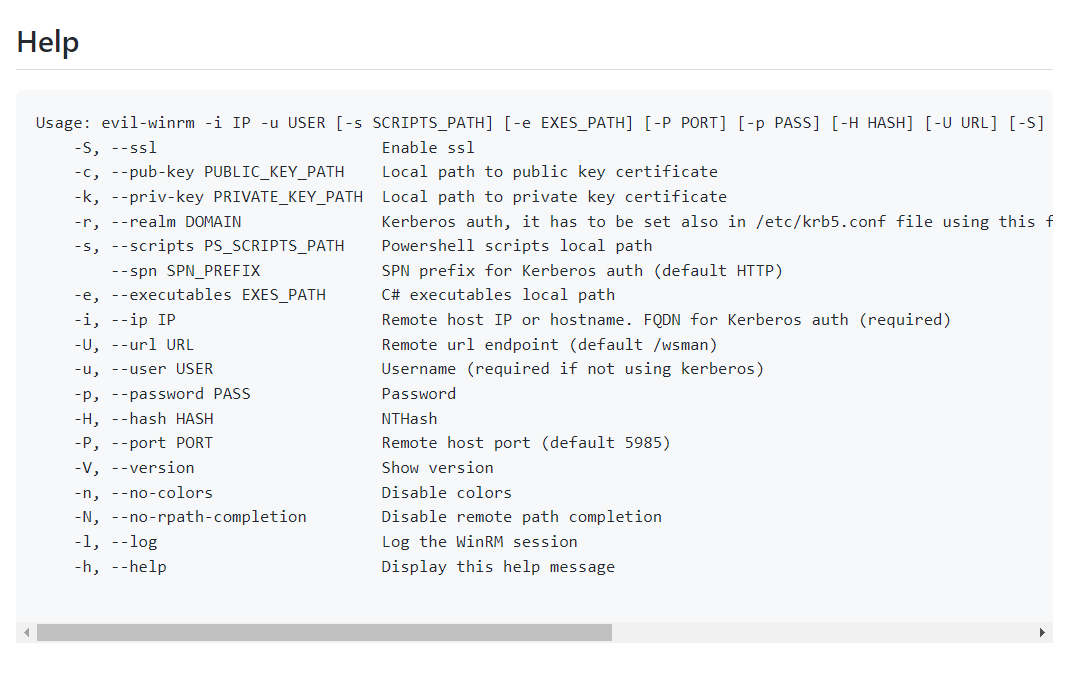 Help
Usage: evil-winrm -i IP -u USER [-s SCRIPTS_PATH] [-e EXES_PATH] [-P PORT] [-p PASS] [-H HASH] [-U URL] [-S]
-S, --ssl Enable ssl
-c, --pub-key PUBLIC_KEY_PATH Local path to public key certificate
-k, --priv-key PRIVATE_KEY_PATH Local path to private key certificate
-r, --realm DOMAIN Kerberos auth, it has to be set also in /etc/krb5.conf file using this f
-s, --scripts PS_SCRIPTS_PATH Powershell scripts local path
--spn SPN_PREFIX SPN prefix for Kerberos auth (default HTTP)
-e, --executables EXES_PATH C# executables local path
-i, --ip IP Remote host IP or hostname. FQDN for Kerberos auth (required)
-U, --url URL Remote url endpoint (default /wsman)
-u, --user USER Username (required if not using kerberos)
-p, --password PASS Password
-H, --hash HASH NTHash
-P, --port PORT Remote host port (default 5985)
-V, --version Show version
-n, --no-colors Disable colors
-N, --no-rpath-completion Disable remote path completion
-l, --log Log the WinRM session
-h, --help Display this help message